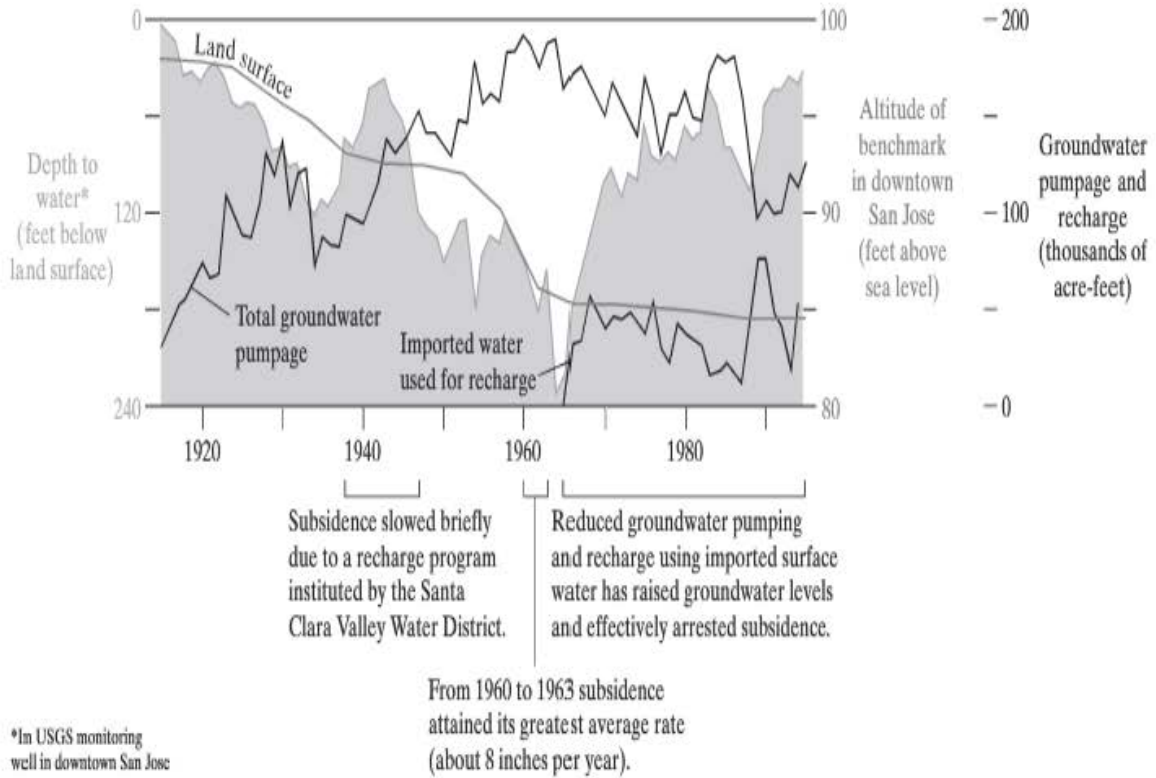 0
100
200
Land surface
Depth to
water*
(feet below
land surface)
Altitude of
benchmark
in downtown
San Jose
(feet above
sea level)
Groundwater
pumpage and
recharge
(thousands of
acre-feet)
120
90
100
Total groundwater
pumpage
Imported water
used for recharge
240
80
0
1920
1940
1960
1980
Subsidence slowed briefly
due to a recharge program
instituted by the Santa
Clara Valley Water District.
Reduced groundwater pumping
and recharge using imported surface
water has raised groundwater levels
and effectively arrested subsidence.
From 1960 to 1963 subsidence
attained its greatest average rate
(about 8 inches per year).
*In USGS monitoring
well in downtown San Jose